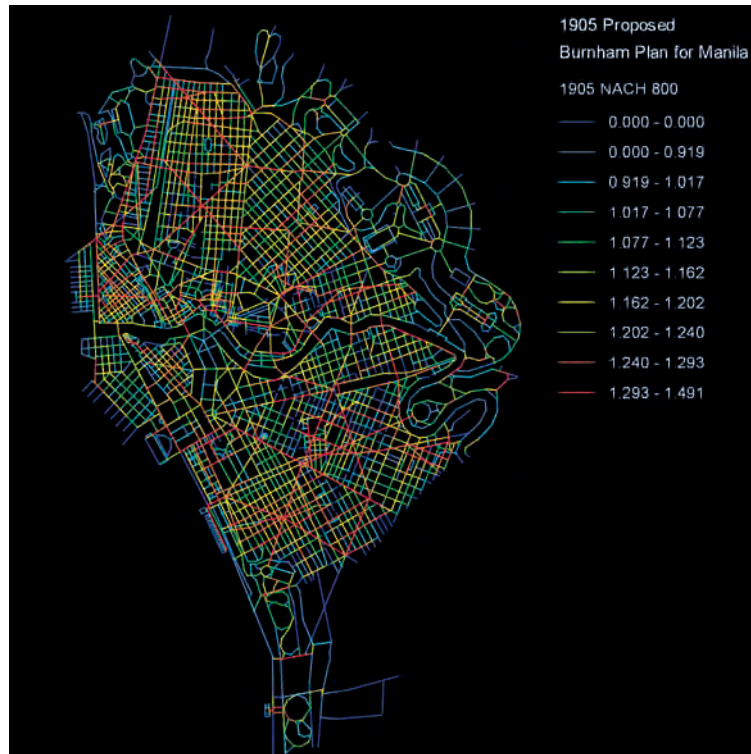 1905 Proposed
Burnham Plan for Manila
1905 NACH 800
0.000 - 0.000
0.000 - 0.919
0.919 - 1.017
1.017 - 1.077
1.077 - 1.123
1.123 - 1.162
1.162 - 1.202
1.202 - 1.240
1.240 - 1.293
1.293 - 1.491